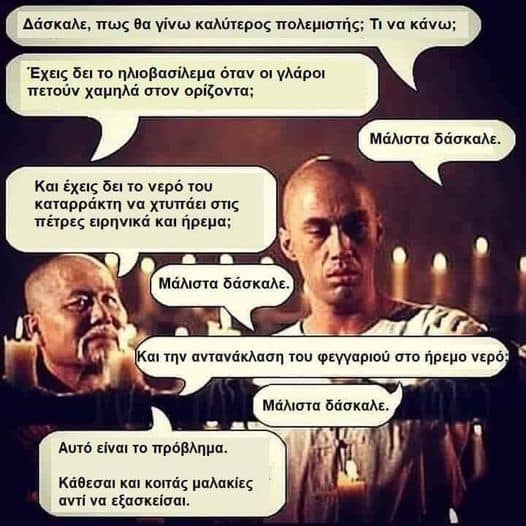 Δάσκαλε, πως θα γίνω καλύτερος πολεμιστής; Τι να κάνω;
Έχεις δει το ηλιοβασίλεμα όταν οι γλάροι
πετούν χαμηλά στον ορίζοντα;
Μάλιστα δάσκαλε.
Και έχεις δει το νερό του
καταρράκτη να χτυπάει στις
πέτρες ειρηνικά και ήρεμα;
Μάλιστα δάσκαλε.
Και την αντανάκλαση του φεγγαριού στο ήρεμο νερό;
Μάλιστα δάσκαλε.
Αυτό είναι το πρόβλημα.
Κάθεσαι και κοιτάς μαλακίες
αντί να εξασκείσαι.